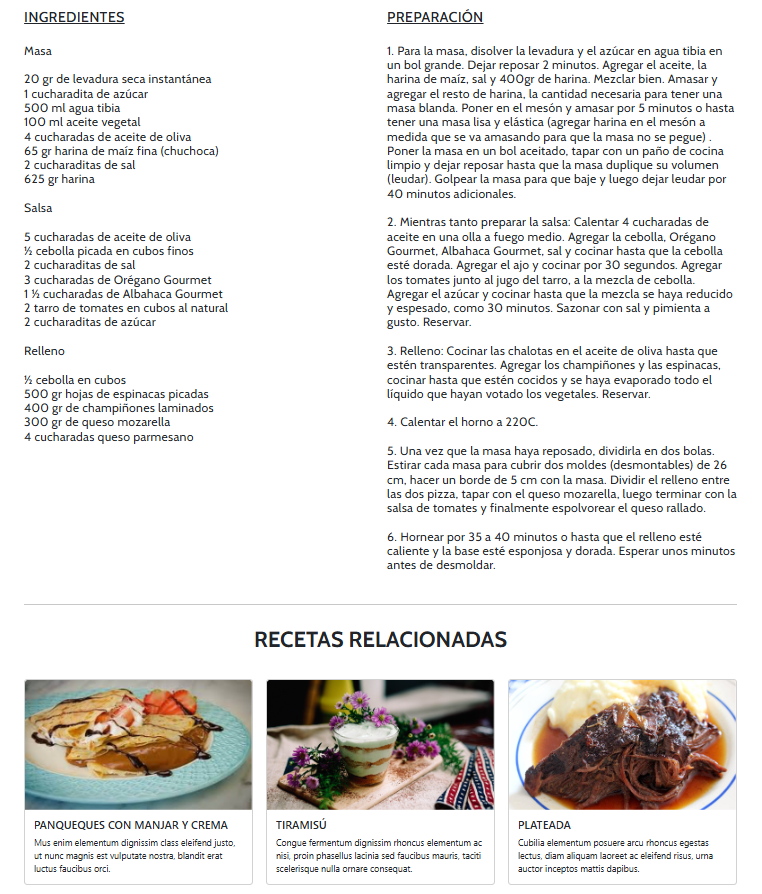 INGREDIENTES
Masa
20 gr de levadura seca instantánea
1 cucharadita de azúcar
500 ml agua tibia
100 ml aceite vegetal
4 cucharadas de aceite de oliva
65 gr harina de maíz fina (chuchoca)
2 cucharaditas de sal
625 gr harina
Salsa
5 cucharadas de aceite de oliva
½ cebolla picada en cubos finos
2 cucharaditas de sal
3 cucharadas de Orégano Gourmet
1 ½ cucharadas de Albahaca Gourmet
2 tarro de tomates en cubos al natural
2 cucharaditas de azúcar
Relleno
½ cebolla en cubos
500 gr hojas de espinacas picadas
400 gr de champiñones laminados
300 gr de queso mozarella
4 cucharadas queso parmesano
PREPARACIÓN
1. Para la masa, disolver la levadura y el azúcar en agua tibia en
un bol grande. Dejar reposar 2 minutos. Agregar el aceite, la
harina de maíz, sal y 400gr de harina. Mezclar bien. Amasar y
agregar el resto de harina, la cantidad necesaria para tener una
masa blanda. Poner en el mesón y amasar por 5 minutos o hasta
tener una masa lisa y elástica (agregar harina en el mesón a
medida que se va amasando para que la masa no se pegue) .
Poner la masa en un bol aceitado, tapar con un paño de cocina
limpio y dejar reposar hasta que la masa duplique su volumen
(leudar). Golpear la masa para que baje y luego dejar leudar por
40 minutos adicionales.
2. Mientras tanto preparar la salsa: Calentar 4 cucharadas de
aceite en una olla a fuego medio. Agregar la cebolla, Orégano
Gourmet, Albahaca Gourmet, sal y cocinar hasta que la cebolla
esté dorada. Agregar el ajo y cocinar por 30 segundos. Agregar
los tomates junto al jugo del tarro, a la mezcla de cebolla.
Agregar el azúcar y cocinar hasta que la mezcla se haya reducido
y espesado, como 30 minutos. Sazonar con sal y pimienta a
gusto. Reservar.
3. Relleno: Cocinar las chalotas en el aceite de oliva hasta que
estén transparentes. Agregar los champiñones y las espinacas,
cocinar hasta que estén cocidos y se haya evaporado todo el
líquido que hayan votado los vegetales. Reservar.
4. Calentar el horno a 220C.
5. Una vez que la masa haya reposado, dividirla en dos bolas.
Estirar cada masa para cubrir dos moldes (desmontables) de 26
cm, hacer un borde de 5 cm con la masa. Dividir el relleno entre
las dos pizza, tapar con el queso mozarella, luego terminar con la
salsa de tomates y finalmente espolvorear el queso rallado.
6. Hornear por 35 a 40 minutos o hasta que el relleno esté
caliente y la base esté esponjosa y dorada. Esperar unos minutos
antes de desmoldar.
RECETAS RELACIONADAS
PANQUEQUES CON MANJAR Y CREMA
Mus enim elementum dignissim class eleifend justo,
ut nunc magnis est vulputate nostra, blandit erat
luctus faucibus orci.
TIRAMISÚ
Congue fermentum dignissim rhoncus elementum ac
nisi, proin phasellus lacinia sed faucibus mauris, taciti
scelerisque nulla ornare consequat.
PLATEADA
Cubilia elementum posuere arcu rhoncus egestas
lectus, diam aliquam laoreet ac eleifend risus, urna
auctor inceptos mattis dapibus.